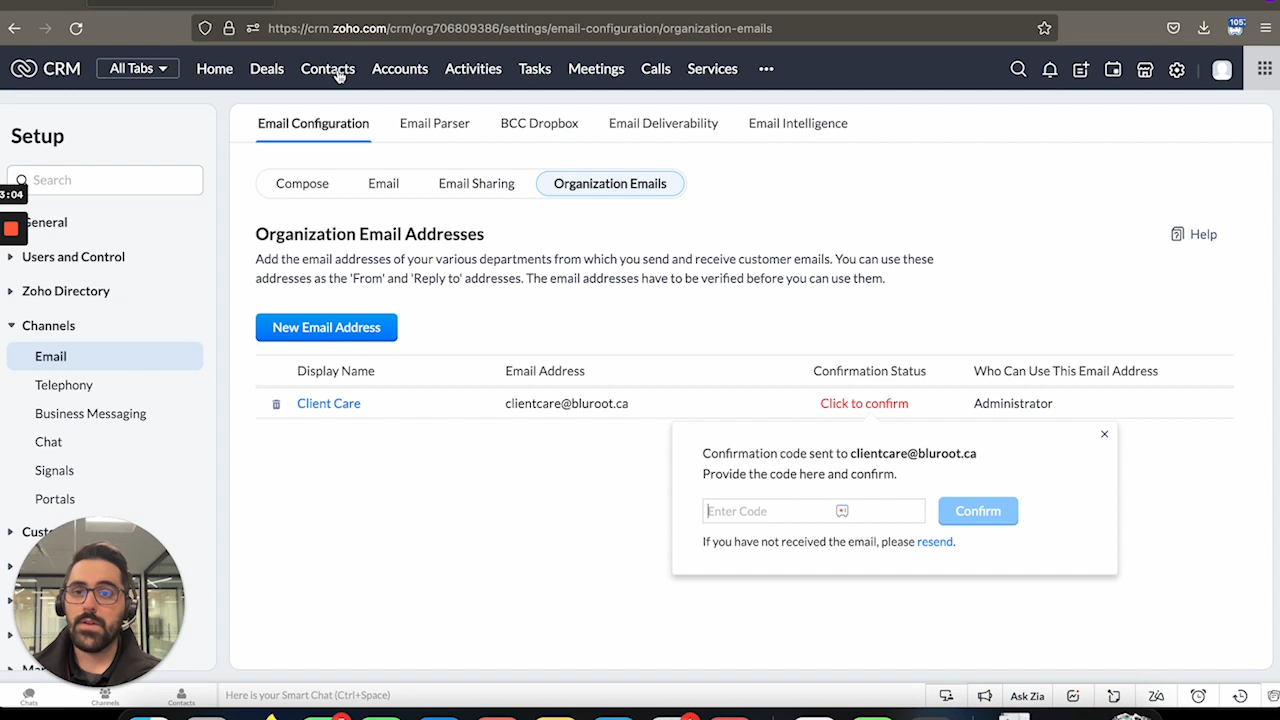 https://crm.zoho.com/crm/org706809386/settings/email-configuration/organization-emails
105
CRM
All Tabs
Home
Deals
Contacts
Accounts
Activities
Tasks
Meetings
Calls
Services
Setup
Search
3:04
General
Users and Control
Zoho Directory
Channels
Email
Telephony
Business Messaging
Chat
Signals
Portals
Email Configuration
Email Parser
BCC Dropbox
Email Deliverability
Email Intelligence
Compose
Email
Email Sharing
Organization Emails
Organization Email Addresses
Help
Add the email addresses of your various departments from which you send and receive customer emails. You can use these
addresses as the 'From' and 'Reply to' addresses. The email addresses have to be verified before you can use them.
New Email Address
Display Name Email Address Confirmation Status Who Can Use This Email Address
Client Care clientcare@bluroot.ca Click to confirm Administrator
Confirmation code sent to clientcare@bluroot.ca
Provide the code here and confirm.
Enter Code
Confirm
If you have not received the email, please resend.
Chats
Channels
Contacts
Here is your Smart Chat (Ctrl+Space)
Ask Zia